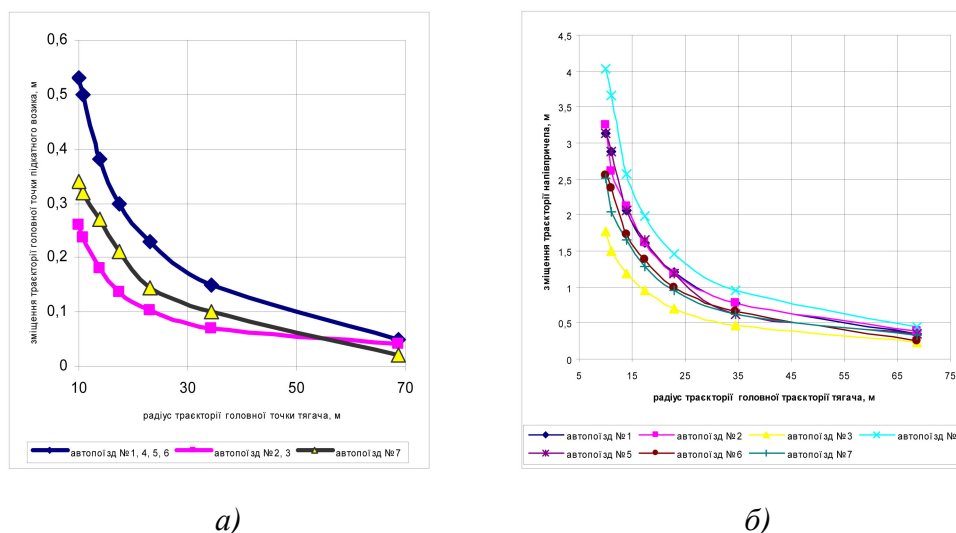 0,6
0,5
0,4
0,3
0,2
0,1
0
10 30 50 70
зміщення траєкторії головної точки підкатного возика, м
радіус траєкторії головної точки тягача, м
автопоїзд №1, 4, 5, 6 автопоїзд №2, 3 автопоїзд №7
а)
4,5
4
3,5
3
2,5
2
1,5
1
0,5
0
5 15 25 35 45 55 65 75
зміщення траєкторії напівпричепа, м
радіус траєкторії головної траєкторії тягача, м
автопоїзд №1 автопоїзд №2 автопоїзд №3 автопоїзд №
автопоїзд №5 автопоїзд №6 автопоїзд №7
б)